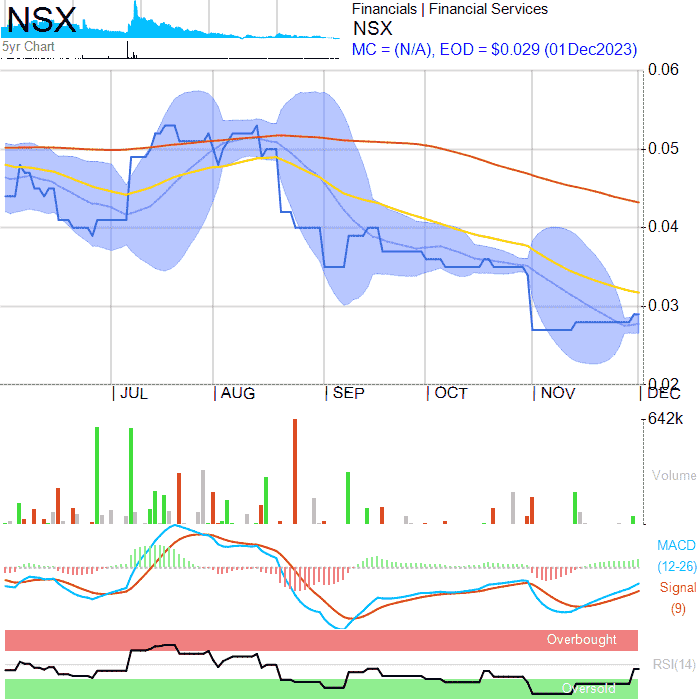 NSX
5yr Chart
Financials | Financial Services
NSX
MC = (N/A), EOD = $0.029 (01Dec2023)
0.06
0.05
0.04
0.03
0.02
JUL
AUG
SEP
OCT
NOV
DEC
642k
Volume
MACD
(12-26)
Signal
(9)
Overbought
RSI(14)
Oversold